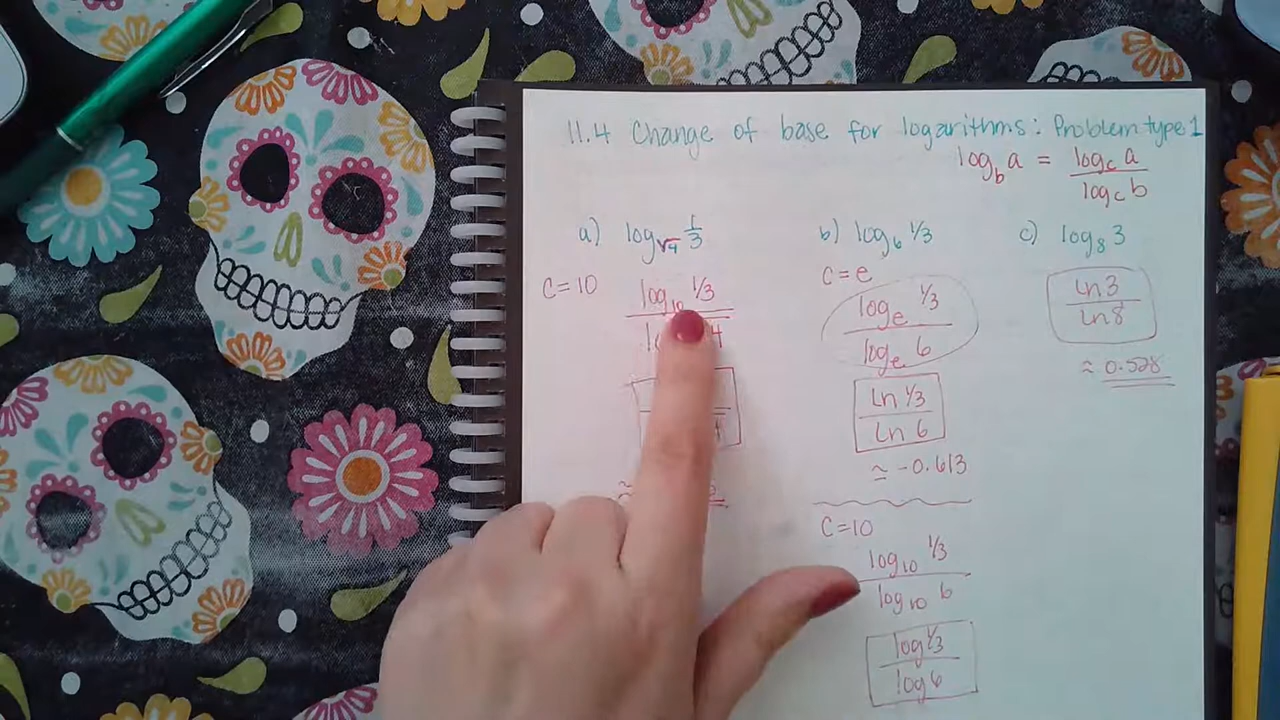 11.4 Change of base for logarithms: Problem type 1
log_b a = log_c a / log_c b
a) log_√4 1/3
C=10
log_10 1/3
4
b) log_6 1/3
C=e
log_e 1/3
log_e 6
Ln 1/3
Ln 6
≈ -0.613
C=10
log_10 1/3
log_10 6
log 1/3
log 6
c) log_8 3
Ln 3
Ln 8
≈ 0.528